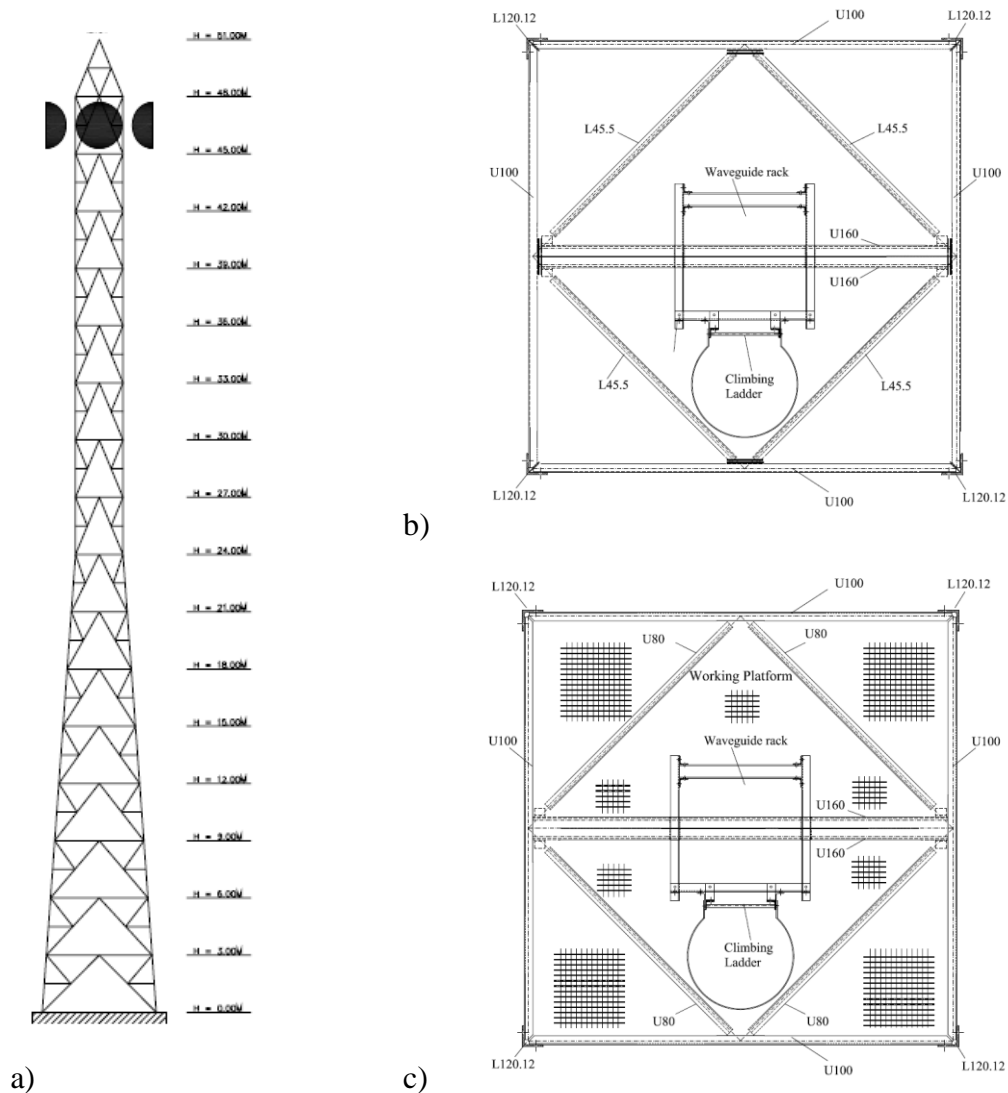 H = 51.00M
H = 48.00M
H = 45.00M
H = 42.00M
H = 39.00M
H = 36.00M
H = 33.00M
H = 30.00M
H = 27.00M
H = 24.00M
H = 21.00M
H = 18.00M
H = 15.00M
H = 12.00M
H = 9.00M
H = 6.00M
H = 3.00M
H = 0.00M
a)
L120.12
U100
L120.12
L45.5
L45.5
Waveguide rack
U100
U100
U160
U160
L45.5
L45.5
Climbing
Ladder
L120.12
L120.12
U100
b)
L120.12
U100
L120.12
U80
U80
Working Platform
Waveguide rack
U100
U100
U160
U160
Climbing
Ladder
U80
U80
L120.12
L120.12
U100
c)